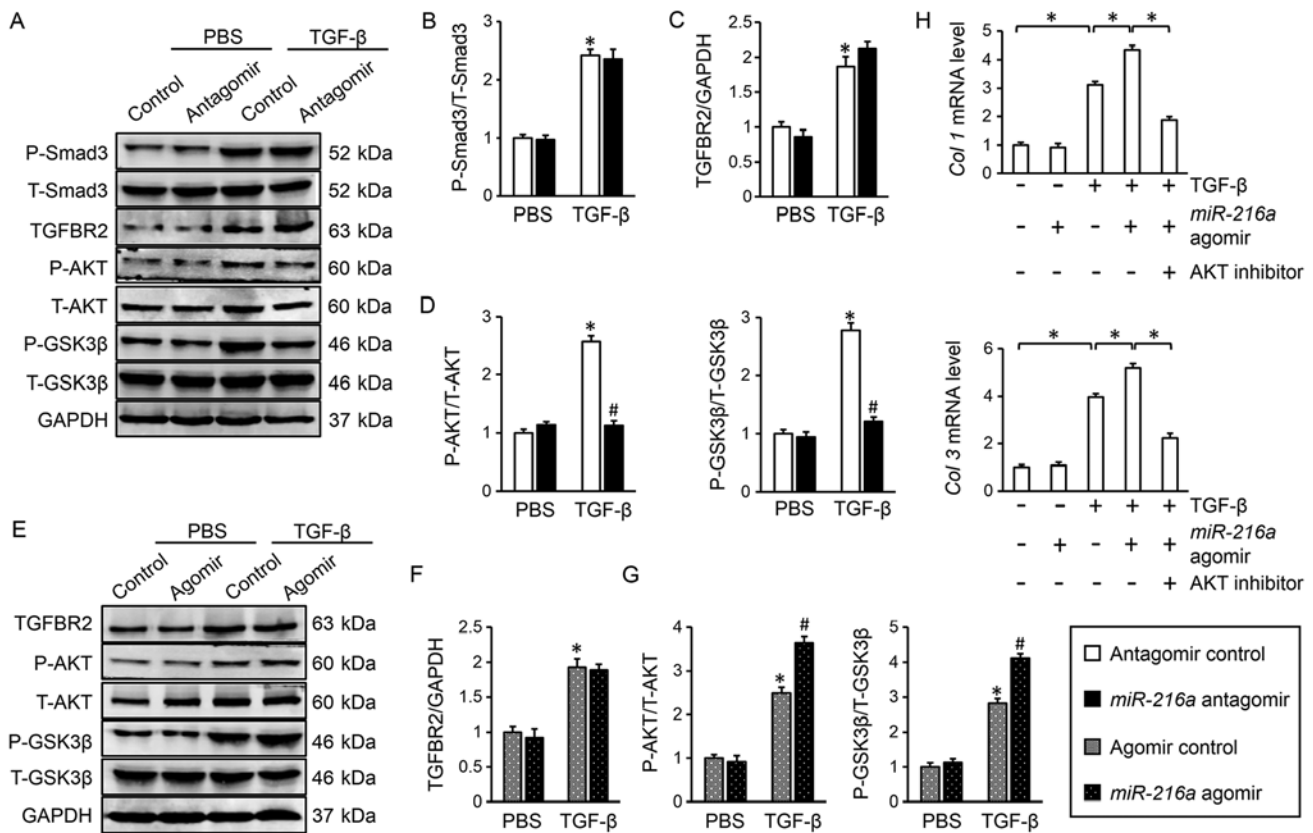 A
PBS
TGF-β
Control
Antagomir
Control
Antagomir
P-Smad3
52 kDa
T-Smad3
52 kDa
TGFBR2
63 kDa
P-AKT
60 kDa
T-AKT
60 kDa
P-GSK3β
46 kDa
T-GSK3β
46 kDa
GAPDH
37 kDa
B
P-Smad3/T-Smad3
3
2
1
0
*
PBS
TGF-β
C
TGFBR2/GAPDH
2.5
2
1.5
1
0.5
0
*
PBS
TGF-β
D
P-AKT/T-AKT
3
2
1
0
*
#
PBS
TGF-β
P-GSK3β/T-GSK3β
3
2
1
0
*
#
PBS
TGF-β
H
Col 1 mRNA level
5
4
3
2
1
0
* * *
- - + + + TGF-β
- + - + + miR-216a
agomir
- - - - + AKT inhibitor
Col 3 mRNA level
6
4
2
0
* * *
- - + + + TGF-β
- + - + + miR-216a
agomir
- - - - + AKT inhibitor
E
PBS
TGF-β
Control
Agomir
Control
Agomir
TGFBR2
63 kDa
P-AKT
60 kDa
T-AKT
60 kDa
P-GSK3β
46 kDa
T-GSK3β
46 kDa
GAPDH
37 kDa
F
TGFBR2/GAPDH
2.5
2
1.5
1
0.5
0
*
PBS
TGF-β
G
P-AKT/T-AKT
4
3
2
1
0
*
#
PBS
TGF-β
P-GSK3β/T-GSK3β
5
4
3
2
1
0
*
#
PBS
TGF-β
Antagomir control
miR-216a antagomir
Agomir control
miR-216a agomir